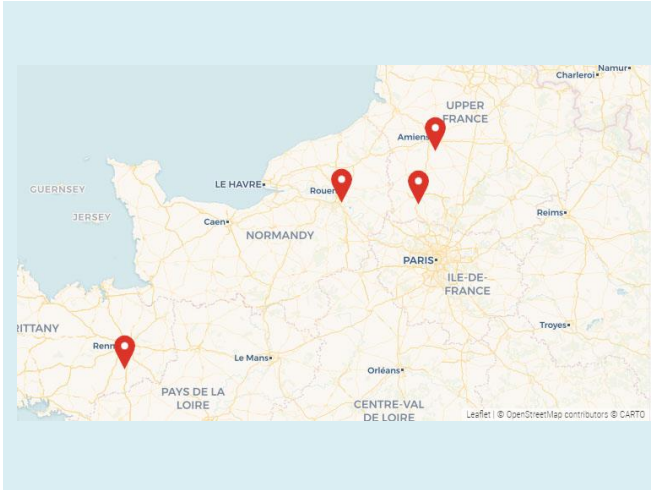 Namur
Charleroi
UPPER
FRANCE
Amiens
GUERNSEY
LE HAVRE
Rouen
JERSEY
Caen
Reims
NORMANDY
PARIS
ILE-DE-
FRANCE
RITTANY
Troyes
Renn
Le Mans
Orléans
PAYS DE LA
LOIRE
CENTRE-VAL
DE LOIRE
Leaflet | © OpenStreetMap contributors © CARTO